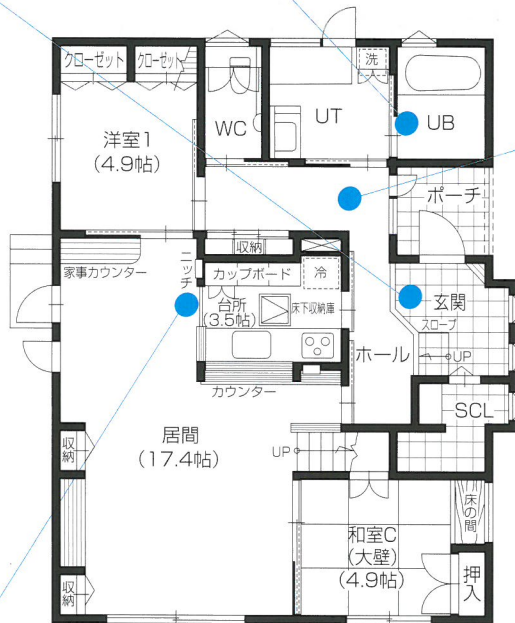 クローゼット
クローゼット
洗
WC
UT
UB
洋室1
(4.9帖)
ポーチ
収納
家事カウンター
ニッチ
カップボード
冷
台所
(3.5帖)
床下収納庫
玄関
スロープ
UP
ホール
カウンター
SCL
居間
(17.4帖)
収納
UP
床の間
和室C
(大壁)
(4.9帖)
押入
収納